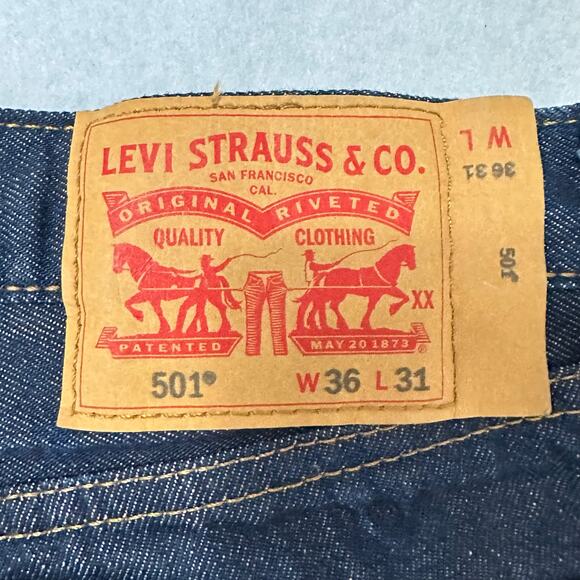 LEVI STRAUSS & CO.
SAN FRANCISCO
CAL.
ORIGINAL RIVETED
QUALITY CLOTHING
XX
PATENTED MAY 20 1873®
501® W36 L31
W L
36 31
501®